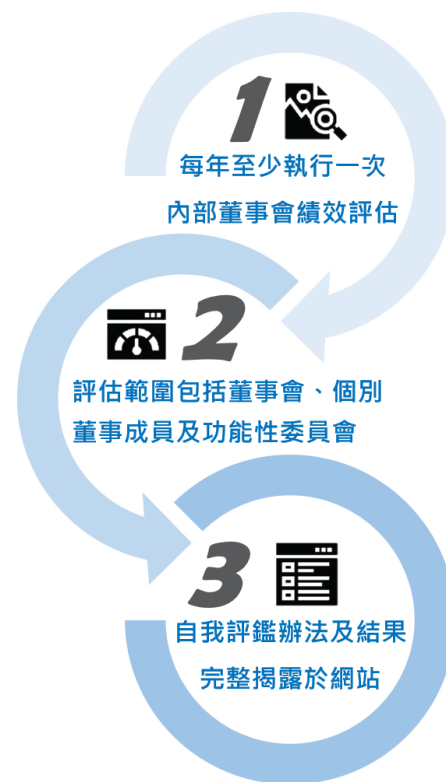 1
每年至少執行一次
內部董事會績效評估
2
評估範圍包括董事會、個別
董事成員及功能性委員會
3
自我評鑑辦法及結果
完整揭露於網站